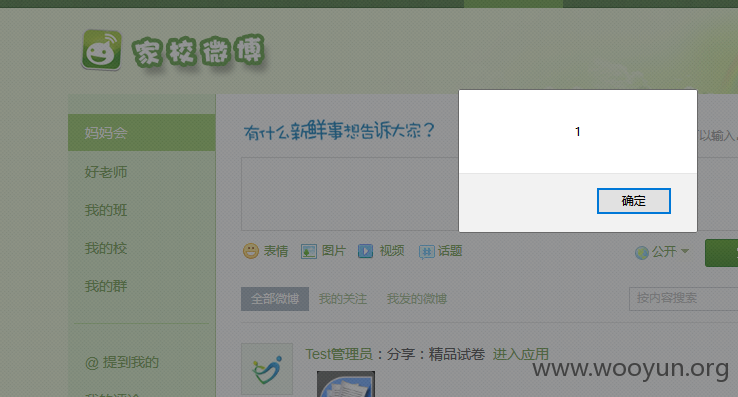 家校微博
妈妈会
好老师
我的班
我的校
我的群
@ 提到我的
有什么新鲜事想告诉大家?
可以输入
1
确定
表情 图片 视频 话题
公开
全部微博 我的关注 我发的微博
按内容搜索
Test管理员：分享：精品试卷 进入应用
www.wooyun.org